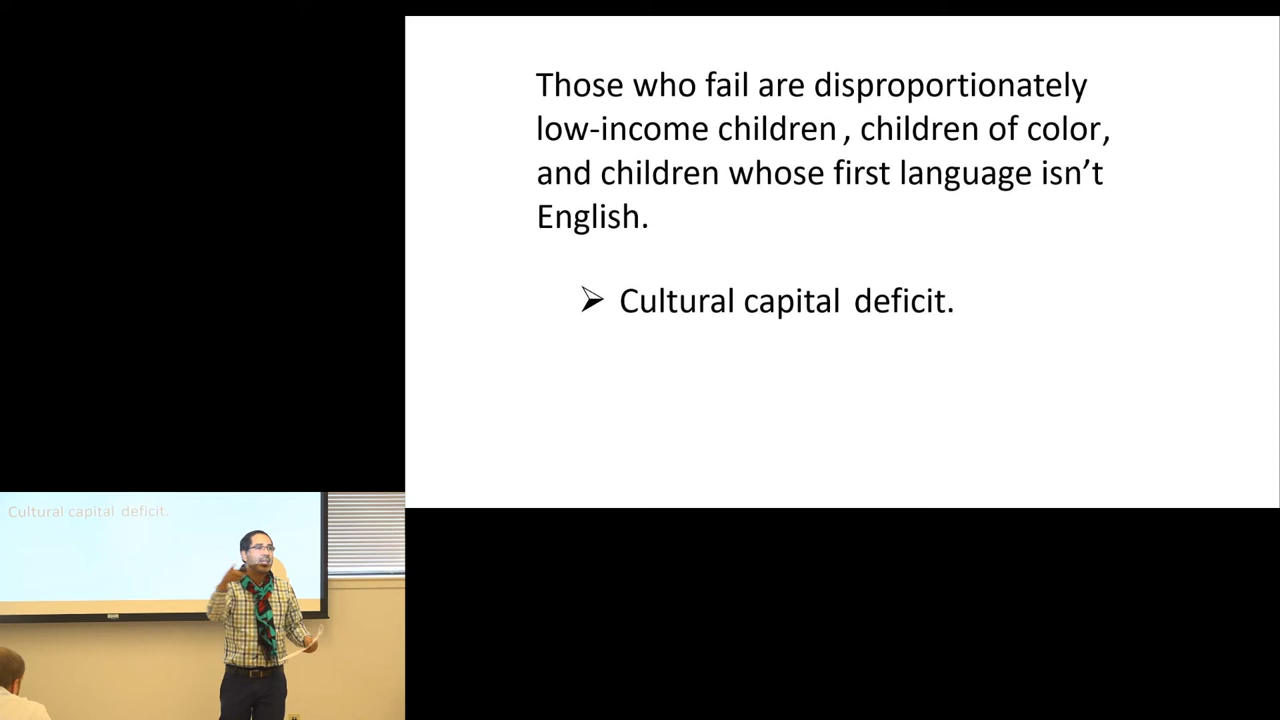 Those who fail are disproportionately
low-income children , children of color,
and children whose first language isn’t
English.
➢ Cultural capital deficit.
Cultural capital deficit.